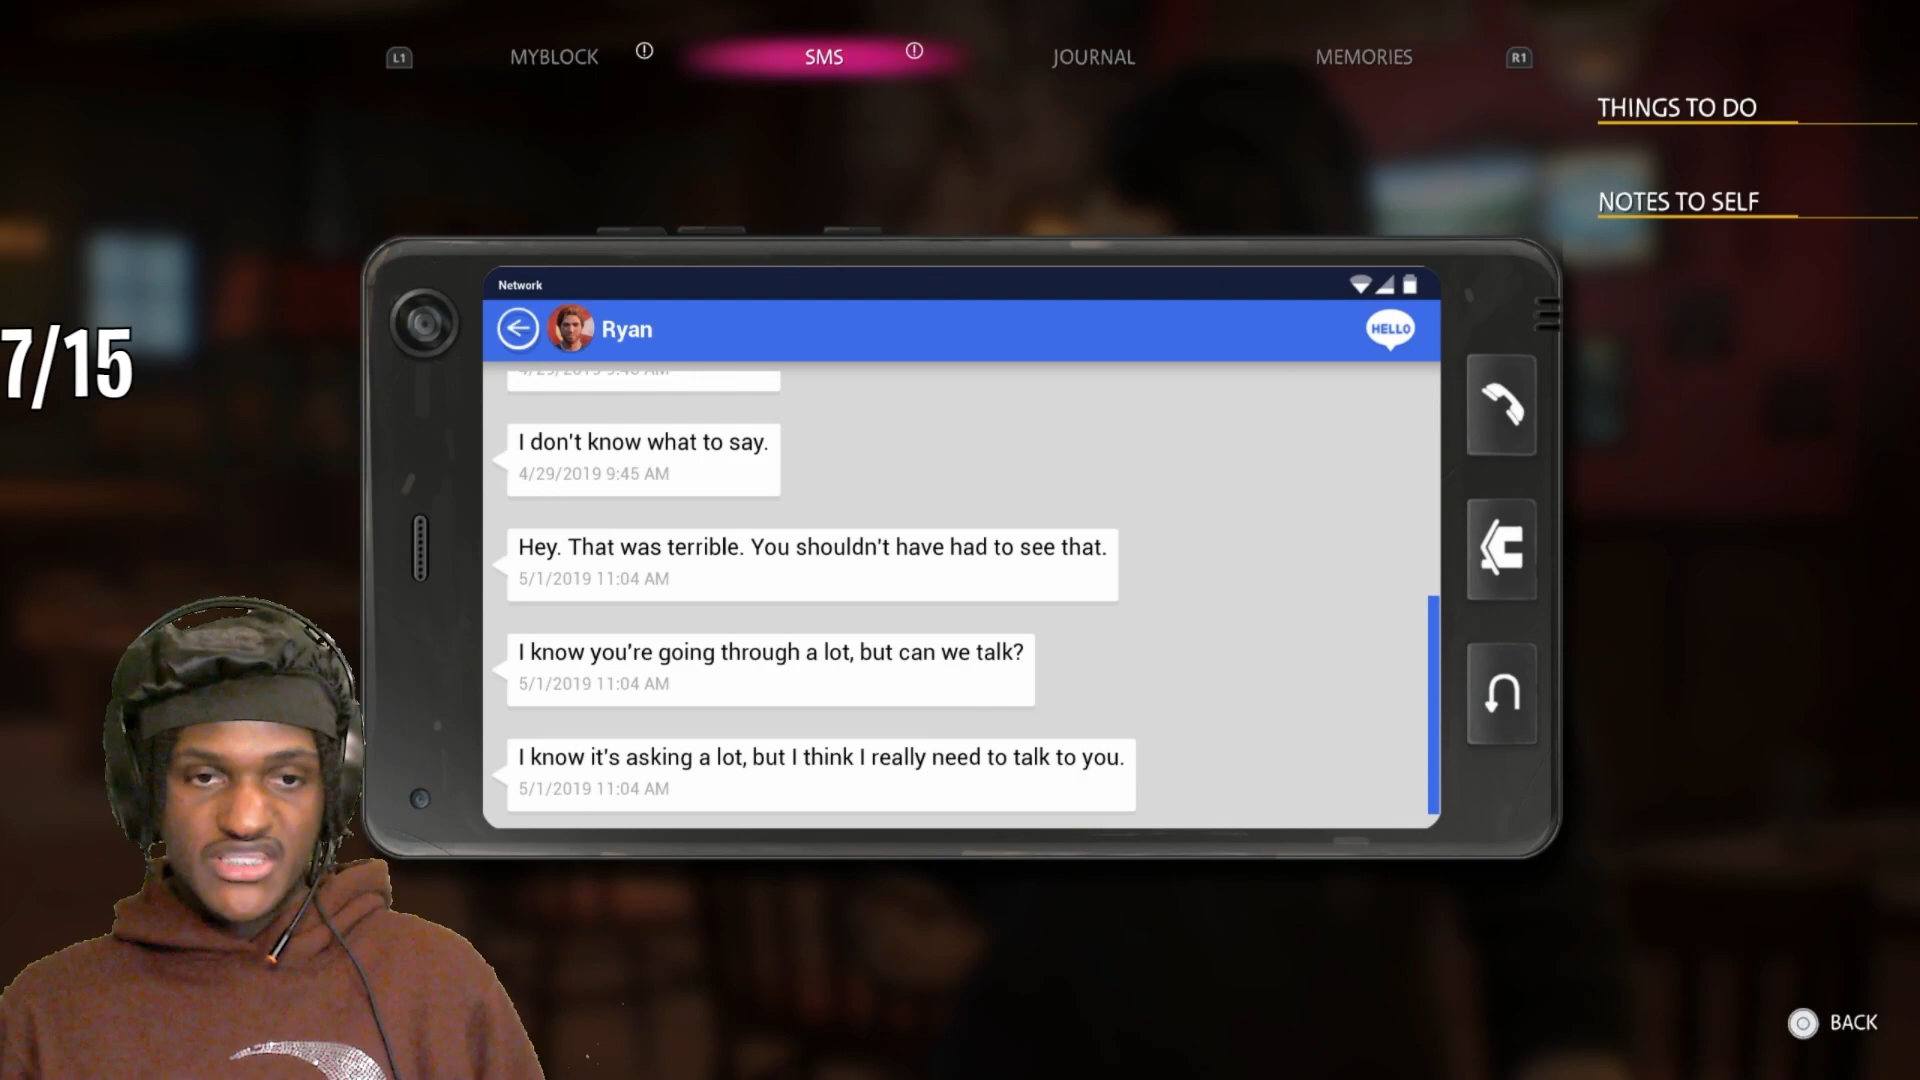 L1
MYBLOCK
SMS
JOURNAL
MEMORIES
R1
THINGS TO DO
NOTES TO SELF
7/15
Network
Ryan
HELLO
I don't know what to say.
4/29/2019 9:45 AM
Hey. That was terrible. You shouldn't have had to see that.
5/1/2019 11:04 AM
I know you're going through a lot, but can we talk?
5/1/2019 11:04 AM
I know it's asking a lot, but I think I really need to talk to you.
5/1/2019 11:04 AM
BACK